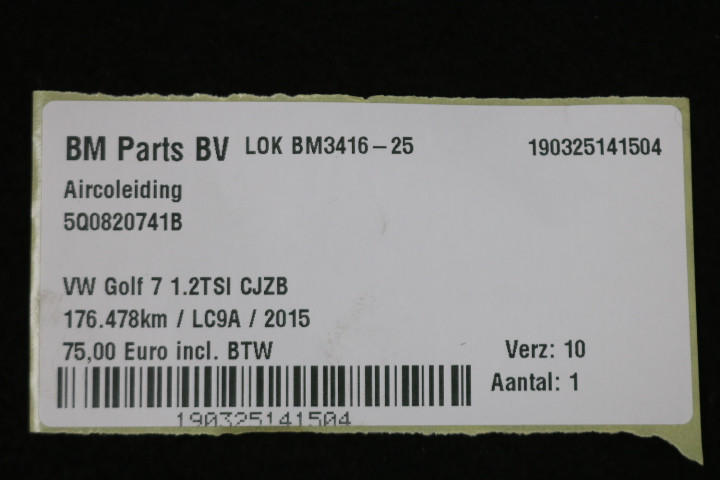 BM Parts BV LOK BM3416-25 190325141504
Aircoleiding
5Q0820741B
VW Golf 7 1.2TSI CJZB
176.478km / LC9A / 2015
75,00 Euro incl. BTW Verz: 10
Aantal: 1
190325141504